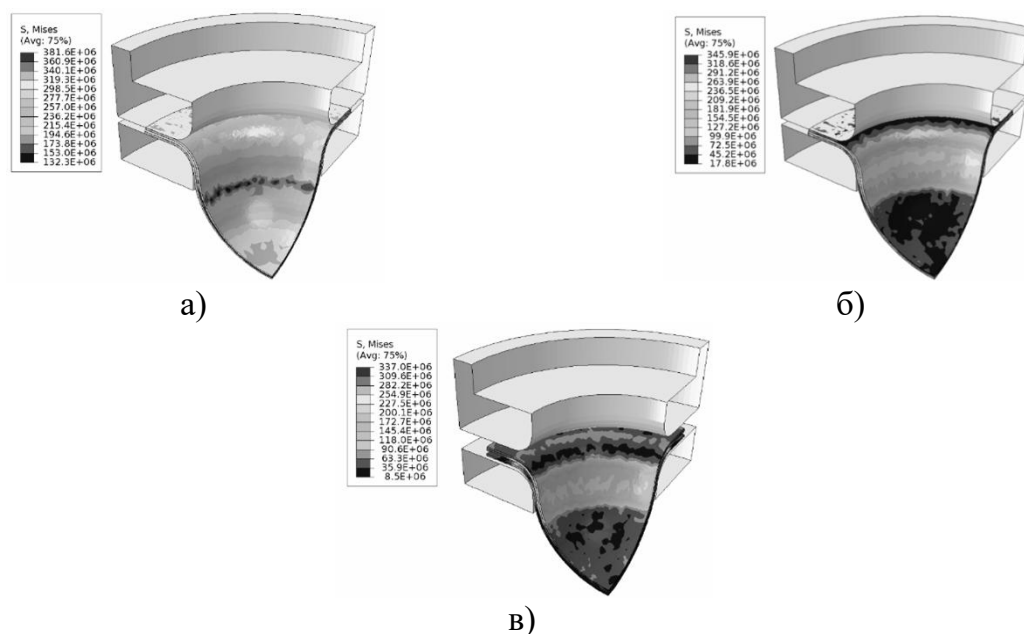 S, Mises
(Avg: 75%)
381.6E+06
360.9E+06
340.1E+06
319.3E+06
298.5E+06
277.7E+06
257.0E+06
236.2E+06
215.4E+06
194.6E+06
173.8E+06
153.0E+06
132.3E+06
а)
S, Mises
(Avg: 75%)
345.9E+06
318.6E+06
291.2E+06
263.9E+06
236.5E+06
209.2E+06
181.9E+06
154.5E+06
127.2E+06
99.9E+06
72.5E+06
45.2E+06
17.8E+06
б)
S, Mises
(Avg: 75%)
337.0E+06
309.6E+06
282.2E+06
254.9E+06
227.5E+06
200.1E+06
172.7E+06
145.4E+06
118.0E+06
90.6E+06
63.3E+06
35.9E+06
8.5E+06
в)